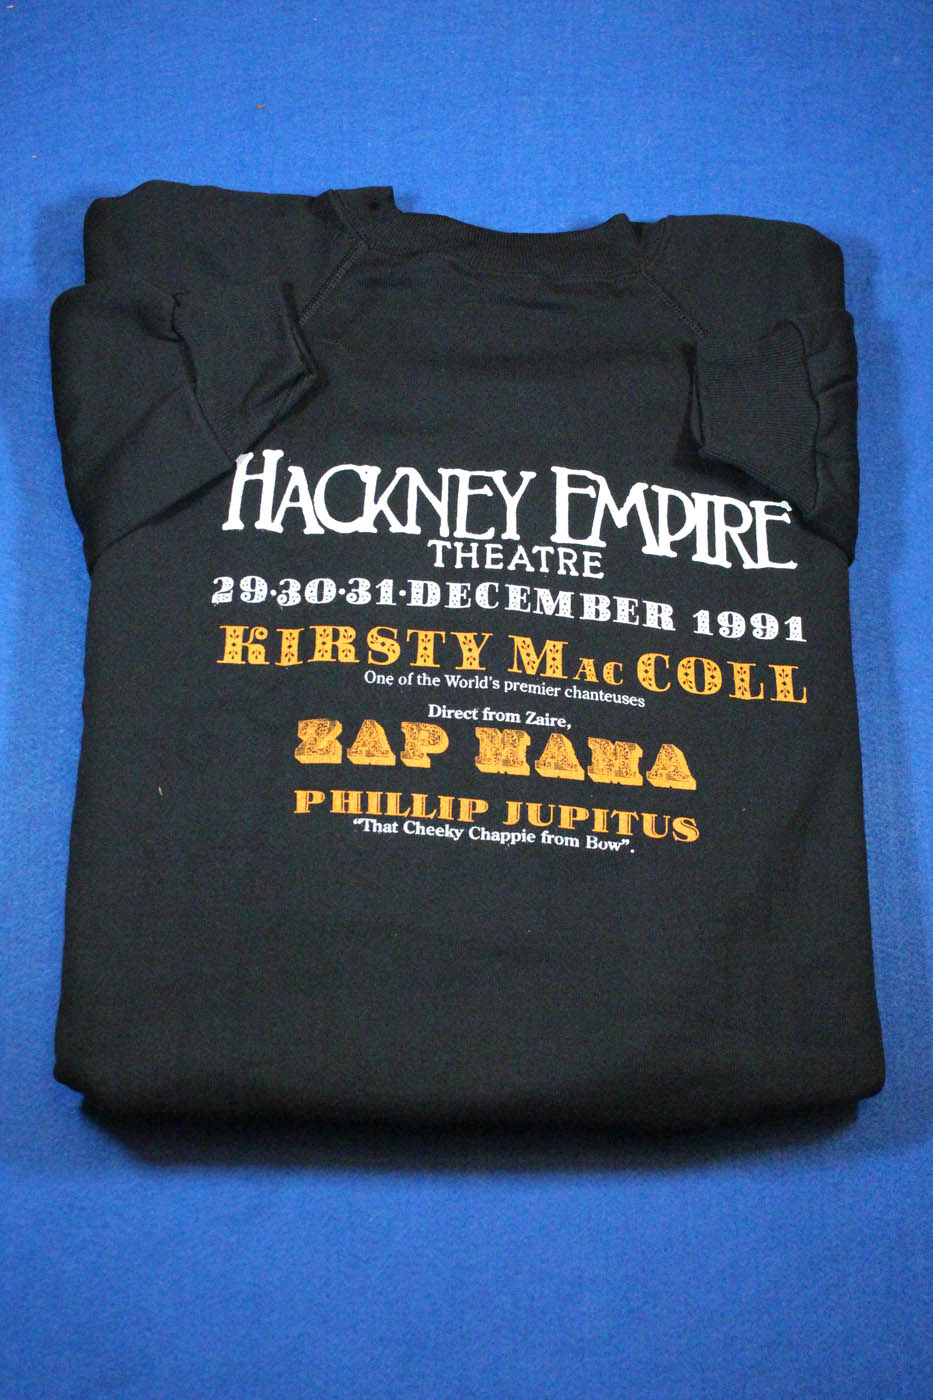 HACKNEY EMPIRE
THEATRE
29·30·31·DECEMBER 1991
KIRSTY MAC COLL
One of the World's premier chanteuses
Direct from Zaire,
ZAP MAMA
PHILLIP JUPITUS
"That Cheeky Chappie from Bow".